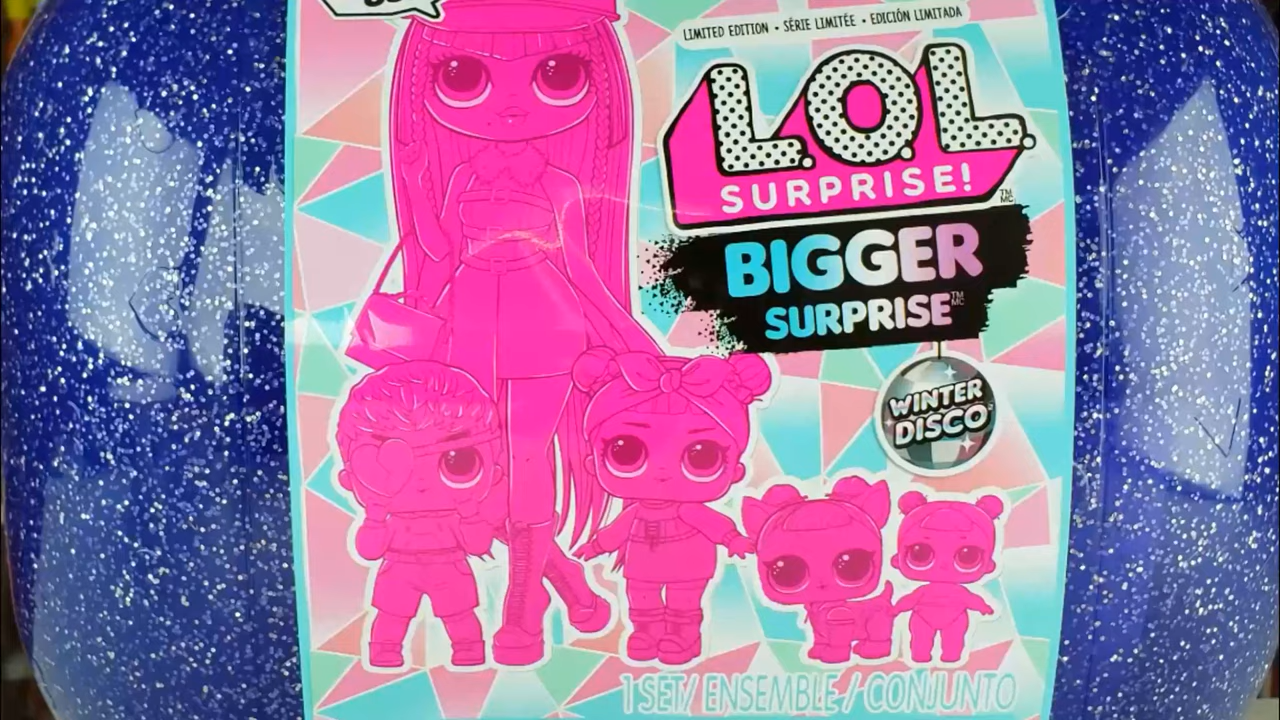 LIMITED EDITION • SÉRIE LIMITÉE • EDICIÓN LIMITADA
L.O.L.
SURPRISE!
TM
MC
BIGGER
SURPRISE
TM
MC
WINTER
DISCO
1 SET/ ENSEMBLE / CONJUNTO